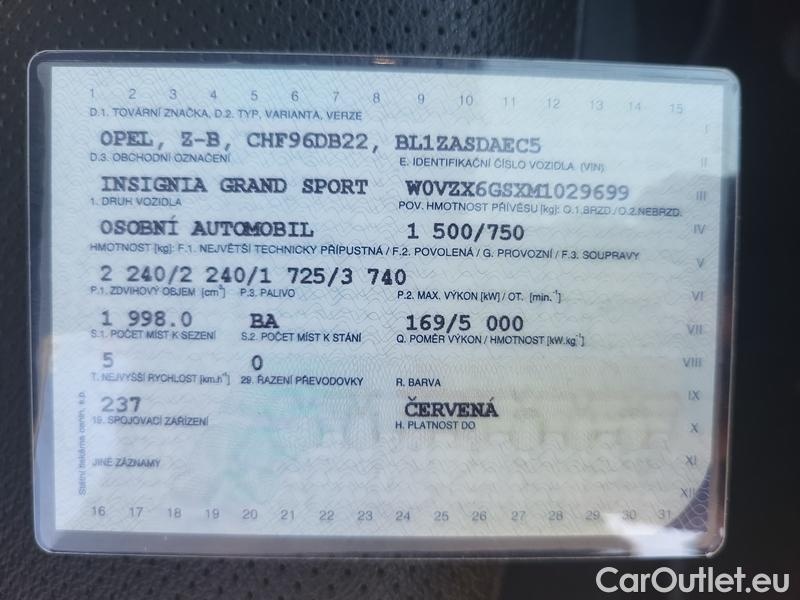 1 2 3 4 5 6 7 8 9 10 11 12 13 14 15
D.1. TOVÁRNÍ ZNAČKA, D.2. TYP, VARIANTA, VERZE
I
OPEL, Z-B, CHF96DB22, BL1ZASDAEC5
D.3. OBCHODNÍ OZNAČENÍ E. IDENTIFIKAČNÍ ČÍSLO VOZIDLA (VIN)
II
INSIGNIA GRAND SPORT W0VZX6GSXM1029699
III
1. DRUH VOZIDLA POV. HMOTNOST PŘÍVĚSU [kg]: O.1.BRZD./O.2.NEBRZD.
OSOBNÍ AUTOMOBIL 1 500/750
IV
HMOTNOST [kg]: F.1. NEJVĚTŠÍ TECHNICKY PŘÍPUSTNÁ / F.2. POVOLENÁ / G. PROVOZNÍ / F.3. SOUPRAVY
V
2 240/2 240/1 725/3 740
P.1. ZDVIHOVÝ OBJEM [cm³] P.3. PALIVO P.2. MAX. VÝKON [kW] / OT. [min.⁻¹]
VI
1 998.0 BA 169/5 000
VII
S.1. POČET MÍST K SEZENÍ S.2. POČET MÍST K STÁNÍ Q. POMĚR VÝKON / HMOTNOST [kW.kg⁻¹]
5 0
VIII
T. NEJVYŠŠÍ RYCHLOST [km.h⁻¹] 29. ŘAZENÍ PŘEVODOVKY R. BARVA
IX
237 ČERVENÁ
19. SPOJOVACÍ ZAŘÍZENÍ H. PLATNOST DO
X
JINÉ ZÁZNAMY
XI
XII
Státní tiskárna cenin, s.p.
16 17 18 19 20 21 22 23 24 25 26 27 28 29 30 31
CarOutlet.eu